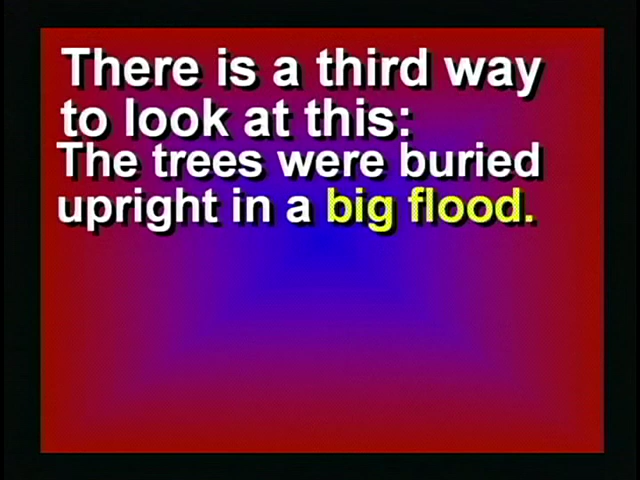 There is a third way
to look at this:
The trees were buried
upright in a big flood.